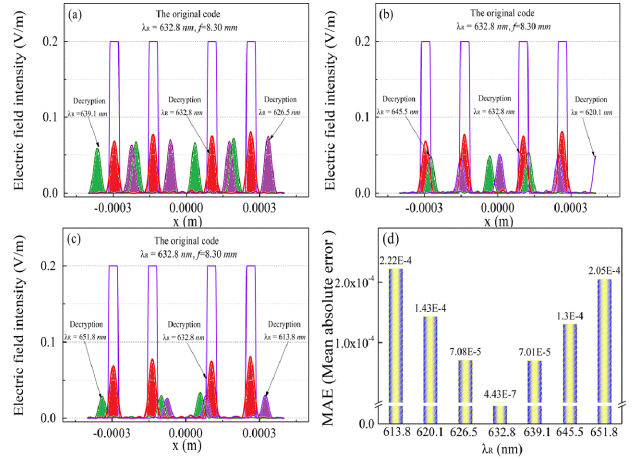 (a)
The original code
λR = 632.8 nm, f=8.30 mm
Decryption
λR=639.1 nm
Decryption
λR=632.8 nm
Decryption
λR=626.5 nm
Electric field intensity (V/m)
0.2
0.1
0.0
-0.0003
0.0000
0.0003
x (m)
(b)
The original code
λR = 632.8 nm, f=8.30 mm
Decryption
λR=645.5 nm
Decryption
λR=632.8 nm
Decryption
λR=620.1 nm
Electric field intensity (V/m)
0.2
0.1
0.0
-0.0003
0.0000
0.0003
x (m)
(c)
The original code
λR = 632.8 nm, f=8.30 mm
Decryption
λR=651.8 nm
Decryption
λR=632.8 nm
Decryption
λR=613.8 nm
Electric field intensity (V/m)
0.2
0.1
0.0
-0.0003
0.0000
0.0003
x (m)
(d)
MAE (Mean absolute error)
2.0x10-4
1.0x10-4
0.0
2.22E-4
1.43E-4
7.08E-5
4.43E-7
7.01E-5
1.3E-4
2.05E-4
613.8 620.1 626.5 632.8 639.1 645.5 651.8
λR (nm)